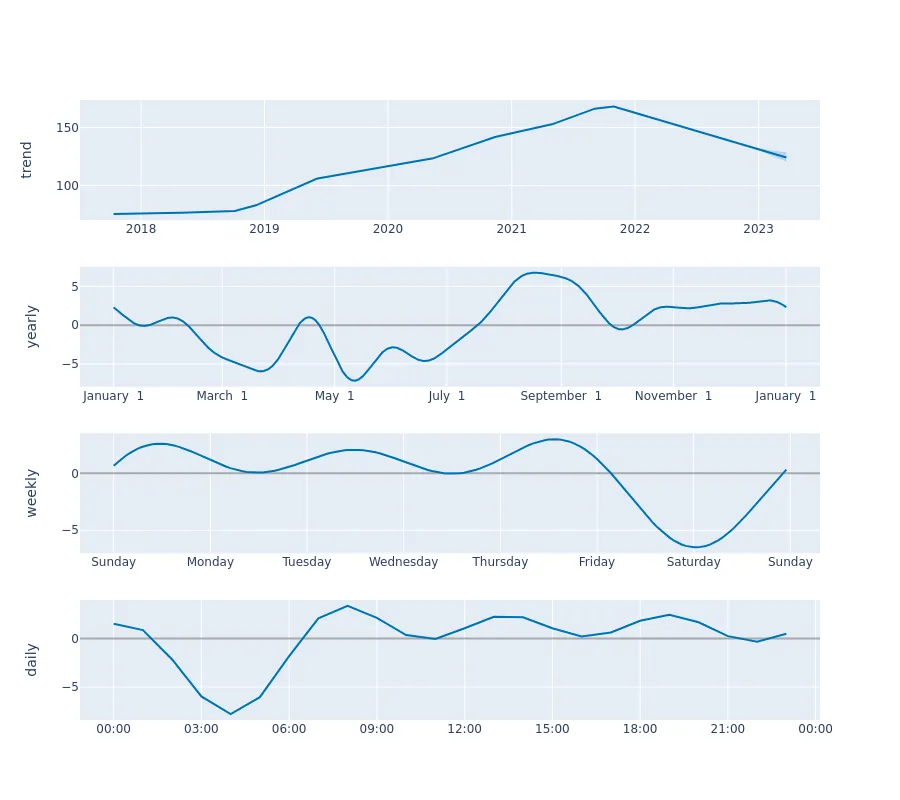 trend
150
100
2018 2019 2020 2021 2022 2023
yearly
5
0
−5
January 1 March 1 May 1 July 1 September 1 November 1 January 1
weekly
0
−5
Sunday Monday Tuesday Wednesday Thursday Friday Saturday Sunday
daily
0
−5
00:00 03:00 06:00 09:00 12:00 15:00 18:00 21:00 00:00